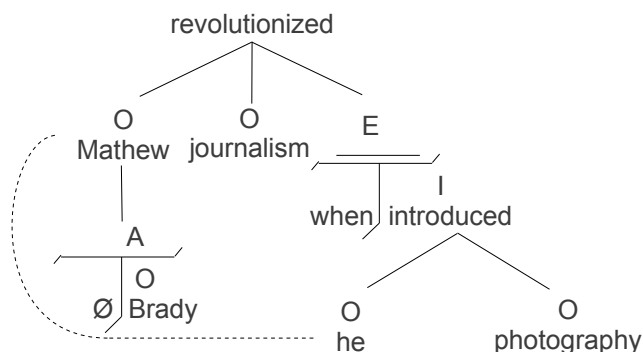 revolutionized
O O E
Mathew journalism
I
when introduced
A
O
Ø Brady
O O
he photography